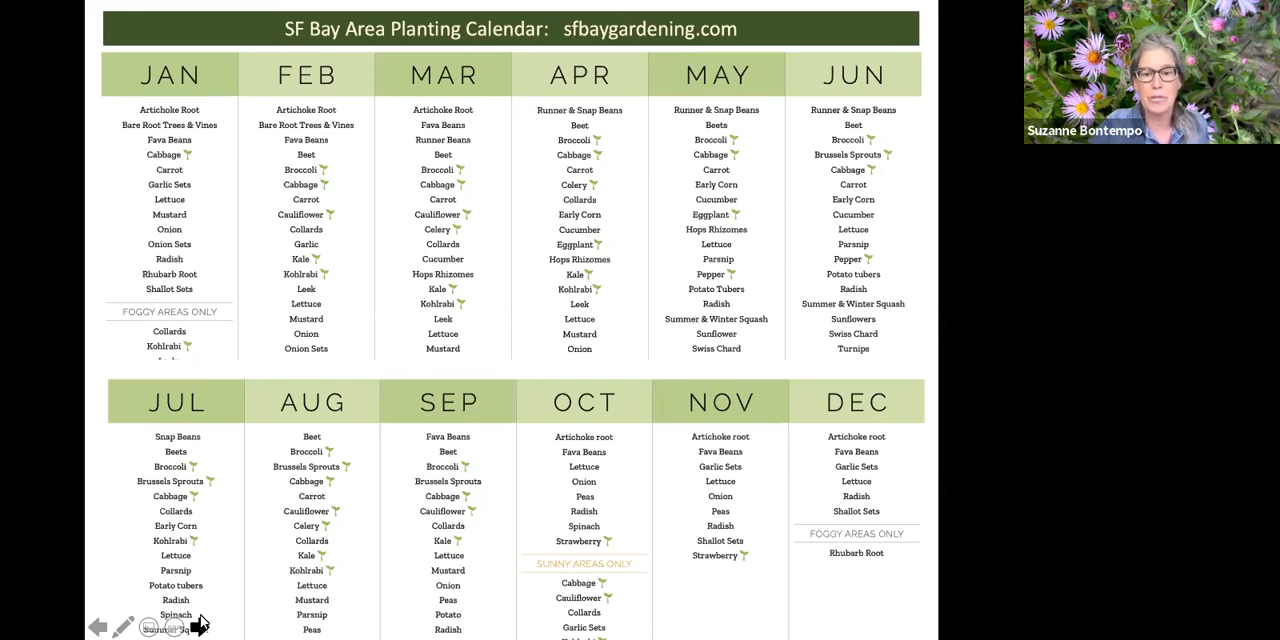 SF Bay Area Planting Calendar: sfbaygardening.com
Suzanne Bontempo
JAN
Artichoke Root
Bare Root Trees & Vines
Fava Beans
Cabbage
Carrot
Garlic Sets
Lettuce
Mustard
Onion
Onion Sets
Radish
Rhubarb Root
Shallot Sets
FOGGY AREAS ONLY
Collards
Kohlrabi
FEB
Artichoke Root
Bare Root Trees & Vines
Fava Beans
Beet
Broccoli
Cabbage
Carrot
Cauliflower
Collards
Garlic
Kale
Kohlrabi
Leek
Lettuce
Mustard
Onion
Onion Sets
MAR
Artichoke Root
Fava Beans
Runner Beans
Beet
Broccoli
Cabbage
Carrot
Cauliflower
Celery
Collards
Cucumber
Hops Rhizomes
Kale
Kohlrabi
Leek
Lettuce
Mustard
APR
Runner & Snap Beans
Beet
Broccoli
Cabbage
Carrot
Celery
Collards
Early Corn
Cucumber
Eggplant
Hops Rhizomes
Kale
Kohlrabi
Leek
Lettuce
Mustard
Onion
MAY
Runner & Snap Beans
Beets
Broccoli
Cabbage
Carrot
Early Corn
Cucumber
Eggplant
Hops Rhizomes
Lettuce
Parsnip
Pepper
Potato Tubers
Radish
Summer & Winter Squash
Sunflower
Swiss Chard
JUN
Runner & Snap Beans
Beet
Broccoli
Brussels Sprouts
Cabbage
Carrot
Early Corn
Cucumber
Lettuce
Parsnip
Pepper
Potato tubers
Radish
Summer & Winter Squash
Sunflowers
Swiss Chard
Turnips
JUL
Snap Beans
Beets
Broccoli
Brussels Sprouts
Cabbage
Collards
Early Corn
Kohlrabi
Lettuce
Parsnip
Potato tubers
Radish
Spinach
AUG
Beet
Broccoli
Brussels Sprouts
Cabbage
Carrot
Cauliflower
Celery
Collards
Kale
Kohlrabi
Lettuce
Mustard
Parsnip
Peas
SEP
Fava Beans
Beet
Broccoli
Brussels Sprouts
Cabbage
Cauliflower
Collards
Kale
Lettuce
Mustard
Onion
Peas
Potato
Radish
OCT
Artichoke root
Fava Beans
Lettuce
Onion
Peas
Radish
Spinach
Strawberry
SUNNY AREAS ONLY
Cabbage
Cauliflower
Collards
Garlic Sets
NOV
Artichoke root
Fava Beans
Garlic Sets
Lettuce
Onion
Peas
Radish
Shallot Sets
Strawberry
DEC
Artichoke root
Fava Beans
Garlic Sets
Lettuce
Radish
Shallot Sets
FOGGY AREAS ONLY
Rhubarb Root